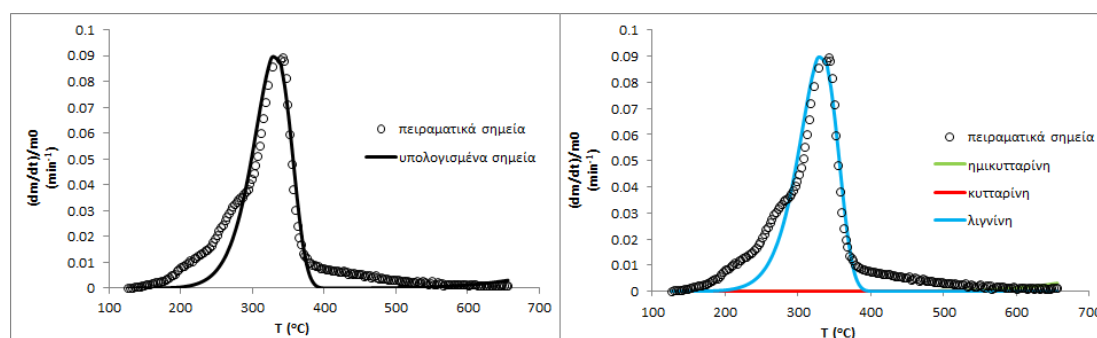 0.1
0.09
0.08
0.07
0.06
0.05
0.04
0.03
0.02
0.01
0
(dm/dt)/m0
(min⁻¹)
100 200 300 400 500 600 700
T (°C)
πειραματικά σημεία
υπολογισμένα σημεία
0.1
0.09
0.08
0.07
0.06
0.05
0.04
0.03
0.02
0.01
0
(dm/dt)/m0
(min⁻¹)
100 200 300 400 500 600 700
T (°C)
πειραματικά σημεία
ημικυτταρίνη
κυτταρίνη
λιγνίνη